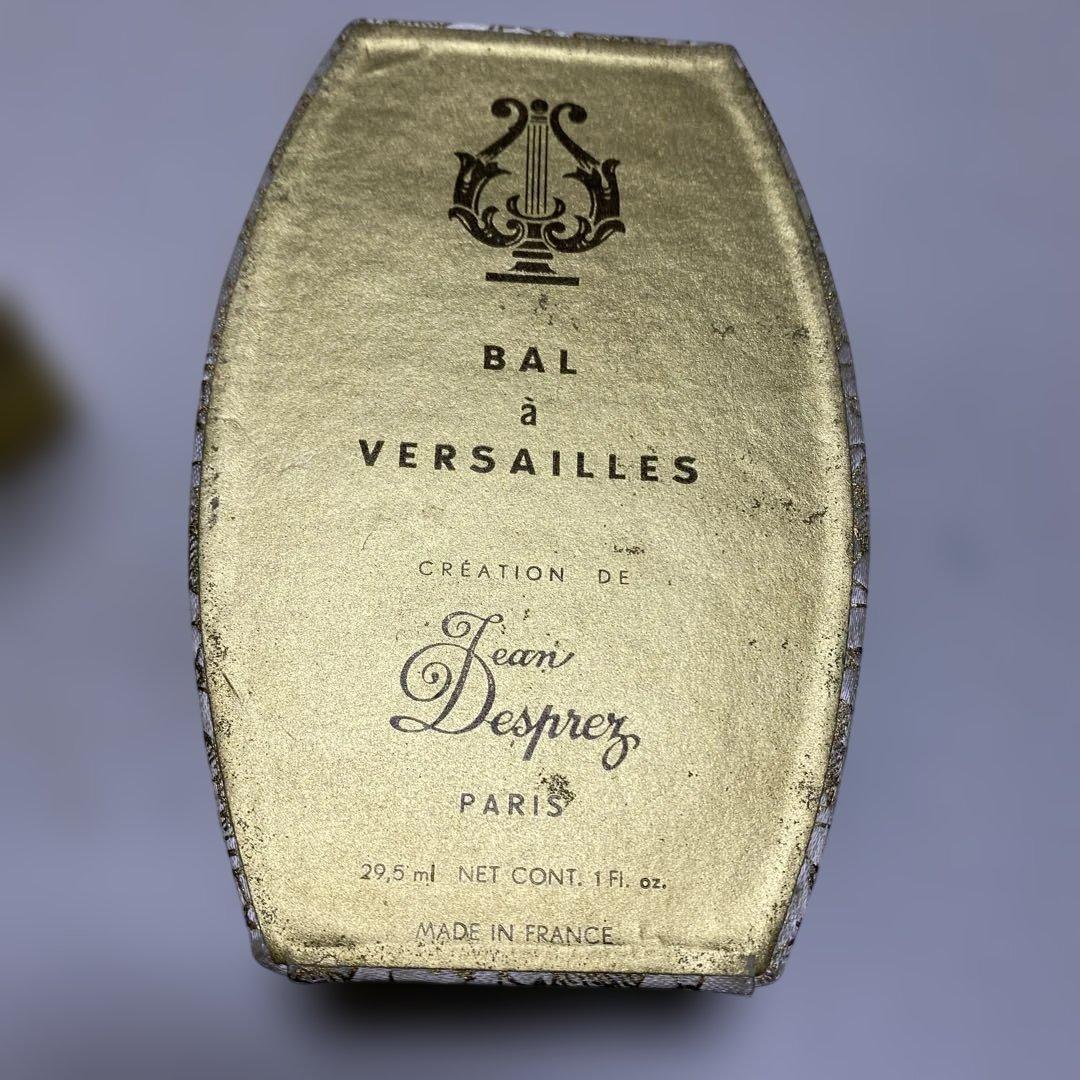 BAL
à
VERSAILLES
CRÉATION DE
Jean
Desprez
PARIS
29,5 ml NET CONT. 1 Fl. oz.
MADE IN FRANCE